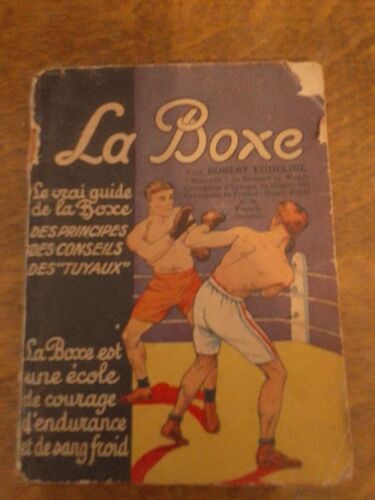 La Boxe
PAR ROBERT EUDELINE
Le vrai guide
de la Boxe
DES PRINCIPES
DES CONSEILS
DES "TUYAUX"
La Boxe est
une école
de courage
d'endurance
et de sang froid